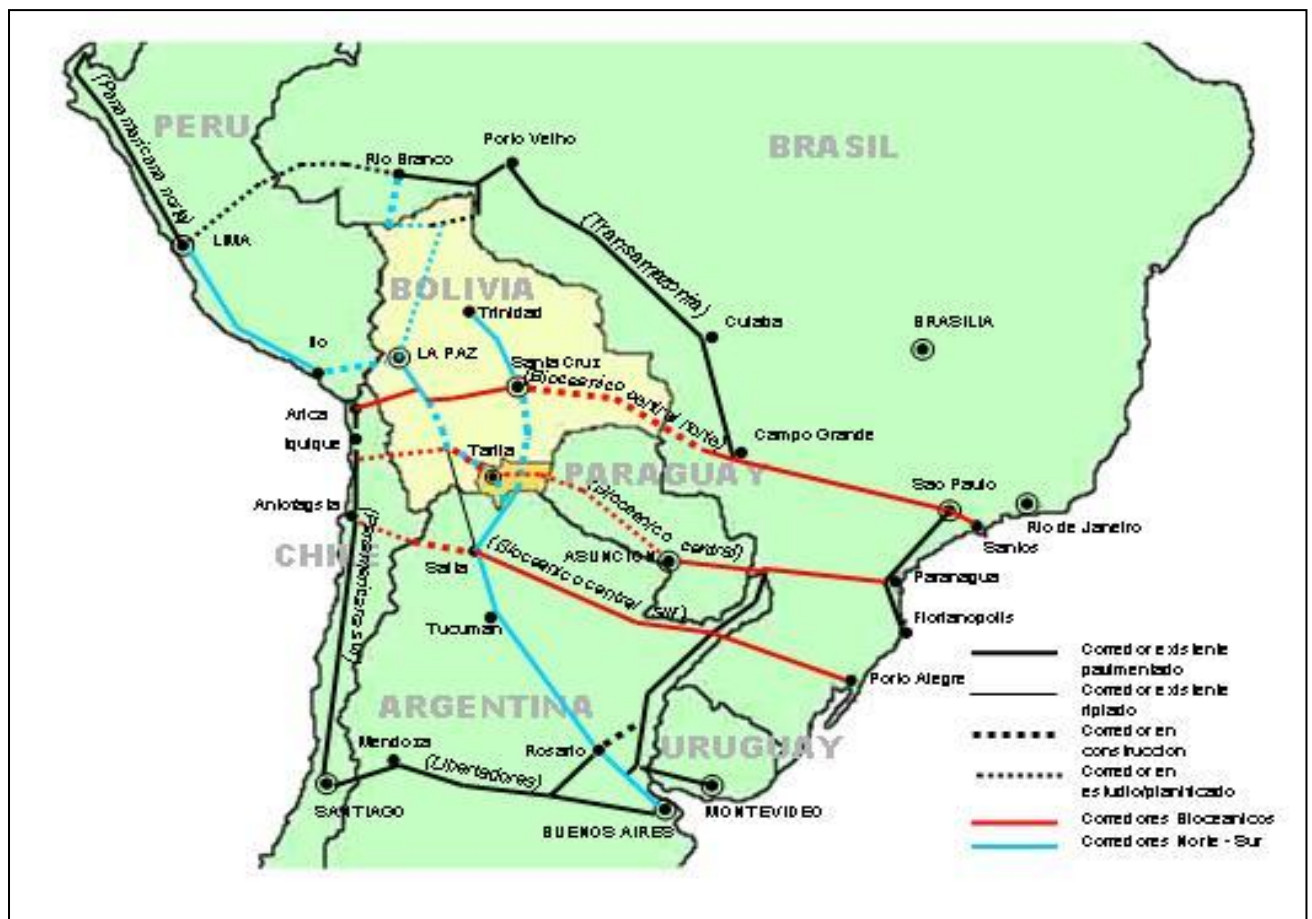 (Panamaricana norte)
PERU
BRASIL
Porto Velho
Rio Branco
(Transamazonia)
LIMA
BOLIVIA
Trinidad
Cuiaba
BRASILIA
Ilo
LA PAZ
Santa Cruz
(Bioceanico central norte)
Arica
Iquique
Campo Grande
Tarija
PARAGUAY
Sao Paulo
(Bioceanico central)
Antofagsta
Rio de Janeiro
Santos
CHILE
(Panamericana sur)
Salta
(Bioceanico central sur)
ASUNCION
Paranagua
Tucuman
Florianopolis
Porto Alegre
ARGENTINA
Mendoza
Rosario
URUGUAY
(Libertadores)
SANTIAGO
BUENOS AIRES
MONTEVIDEO
Corredor existente
pavimentado
Corredor existente
ripiado
Corredor en
construccion
Corredor en
estudio/planificado
Corredores Bioceanicos
Corredores Norte - Sur